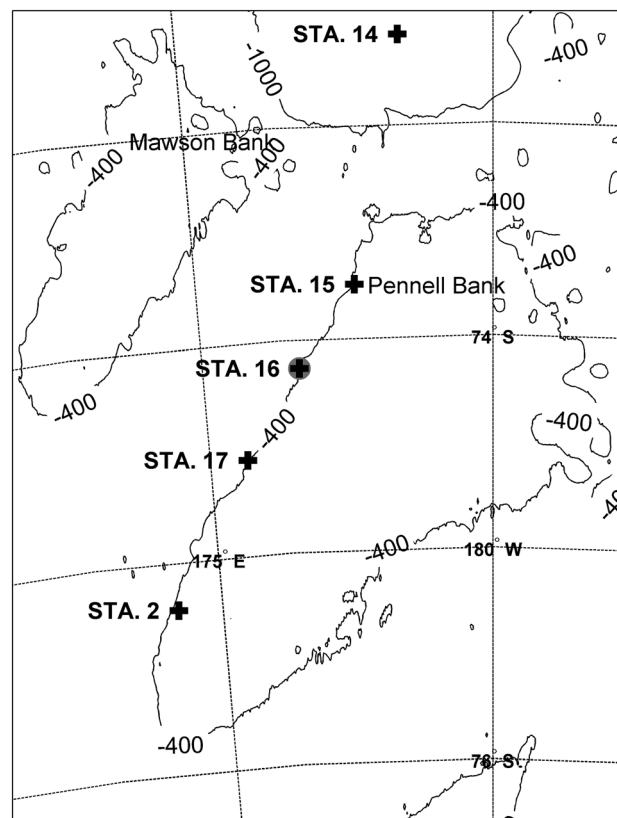 STA. 14
-400
-1000
Mawson Bank
-400
-400
-400
-400
STA. 15
Pennell Bank
74° S
STA. 16
-400
-400
-400
STA. 17
-400
175° E
180° W
STA. 2
-400
76° S